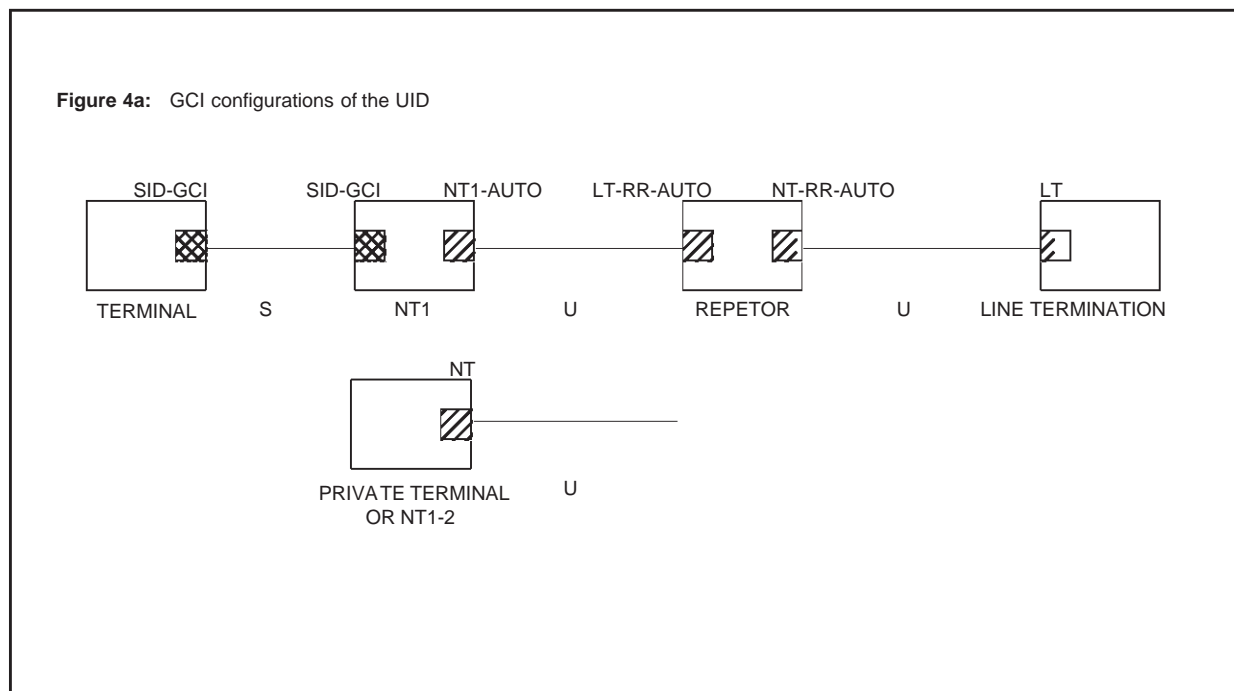 Figure 4a: GCI configurations of the UID
SID-GCI SID-GCI NT1-AUTO LT-RR-AUTO NT-RR-AUTO LT
TERMINAL S NT1 U REPETOR U LINE TERMINATION
NT
PRIVATE TERMINAL U
OR NT1-2